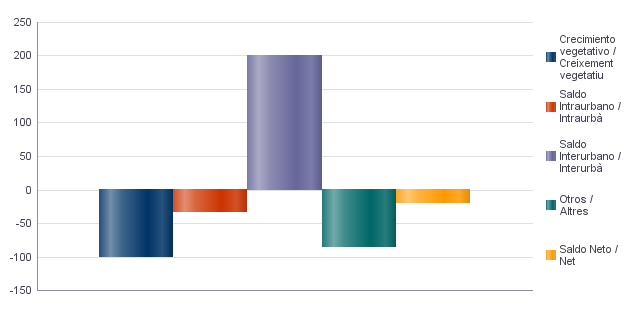 250
200
150
100
50
0
-50
-100
-150
Crecimiento
vegetativo /
Creixement
vegetatiu
Saldo
Intraurbano /
Intraurbà
Saldo
Interurbano /
Interurbà
Otros /
Altres
Saldo Neto /
Net